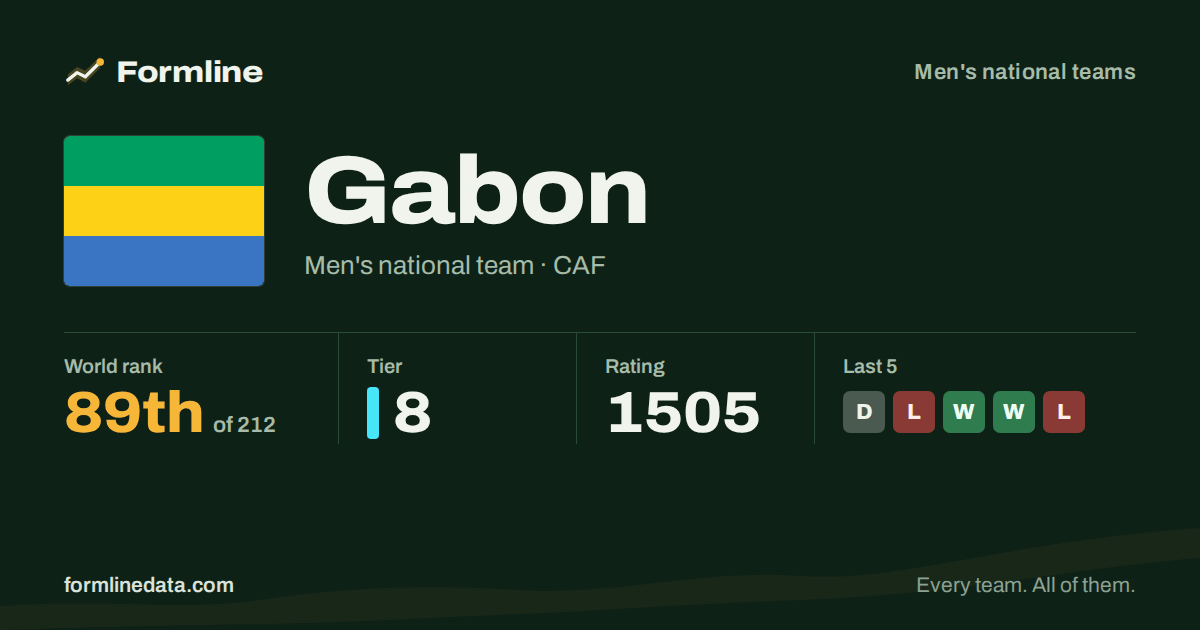 Formline
Men's national teams
Gabon
Men's national team · CAF
World rank
89th of 212
Tier
8
Rating
1505
Last 5
D L W W L
formlinedata.com
Every team. All of them.